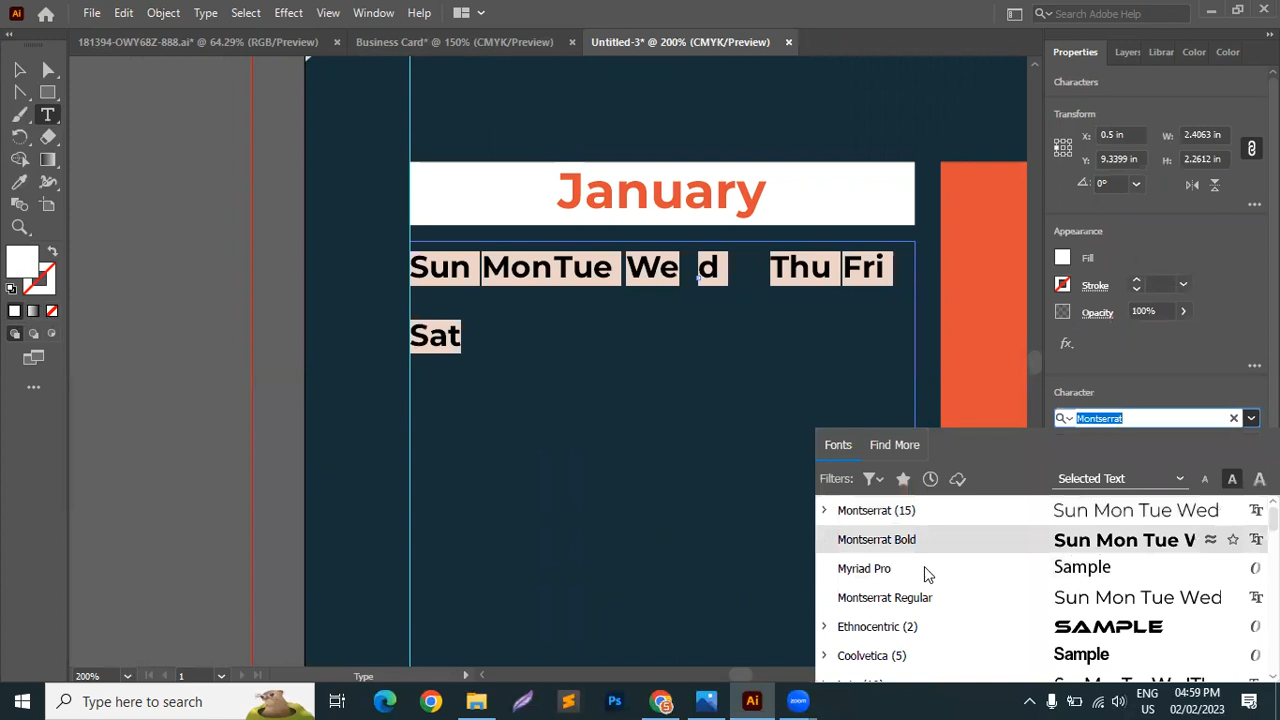 File Edit Object Type Select Effect View Window Help
Search Adobe Help
181394-OWY68Z-888.ai* @ 64.29% (RGB/Preview) × Business Card* @ 150% (CMYK/Preview) × Untitled-3* @ 200% (CMYK/Preview) ×
Properties Layers Librar Color Color
Characters
Transform
X: 0.5 in W: 2.4063 in
Y: 9.3399 in H: 2.2612 in
0°
Appearance
Fill
Stroke
Opacity 100%
fx.
Character
Montserrat
January
Sun Mon Tue We d Thu Fri
Sat
Fonts Find More
Filters: Selected Text A A A
Montserrat (15) Sun Mon Tue Wed
Montserrat Bold Sun Mon Tue W
Myriad Pro Sample
Montserrat Regular Sun Mon Tue Wed
Ethnocentric (2) SAMPLE
Coolvetica (5) Sample
200% 1 Type
Type here to search
ENG 04:59 PM
US 02/02/2023